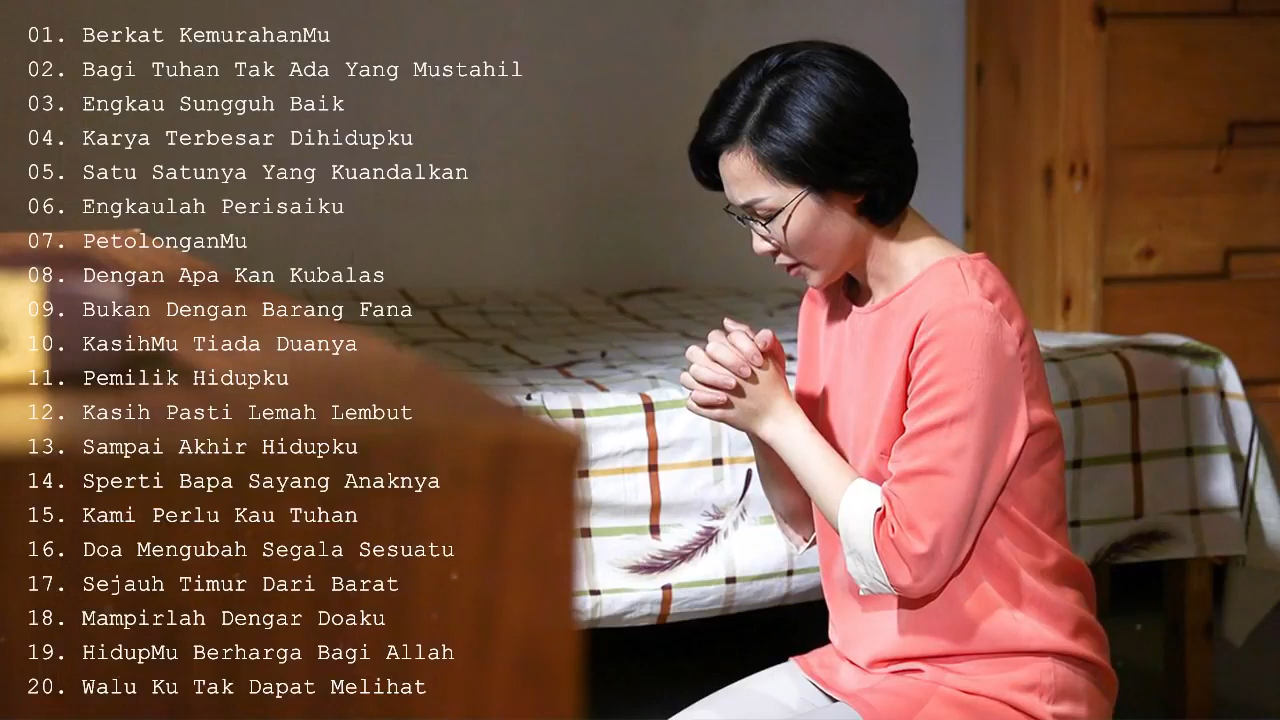 01. Berkat KemurahanMu
02. Bagi Tuhan Tak Ada Yang Mustahil
03. Engkau Sungguh Baik
04. Karya Terbesar Dihidupku
05. Satu Satunya Yang Kuandalkan
06. Engkaulah Perisaiku
07. PetolonganMu
08. Dengan Apa Kan Kubalas
09. Bukan Dengan Barang Fana
10. KasihMu Tiada Duanya
11. Pemilik Hidupku
12. Kasih Pasti Lemah Lembut
13. Sampai Akhir Hidupku
14. Sperti Bapa Sayang Anaknya
15. Kami Perlu Kau Tuhan
16. Doa Mengubah Segala Sesuatu
17. Sejauh Timur Dari Barat
18. Mampirlah Dengar Doaku
19. HidupMu Berharga Bagi Allah
20. Walu Ku Tak Dapat Melihat